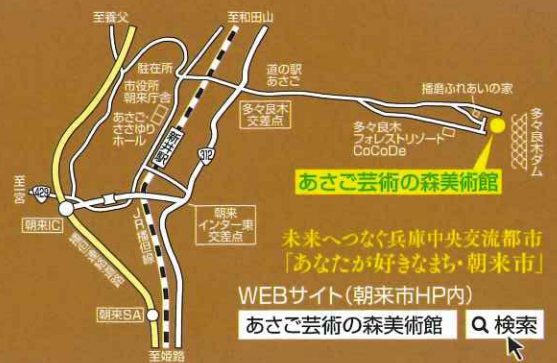 至養父
至和田山
駐在所
市役所
朝来庁舎
あさご・
ささゆり
ホール
道の駅
あさご
多々良木
交差点
播磨ふれあいの家
多々良木
フォレストリゾート
CoCoDe
多々良木ダム
あさご芸術の森美術館
新井駅
312
至一宮
429
朝来IC
JR播但線
朝来
インター東
交差点
播但連絡道路
朝来SA
至姫路
未来へつなぐ兵庫中央交流都市
「あなたが好きなまち・朝来市」
WEBサイト(朝来市HP内)
あさご芸術の森美術館
検索